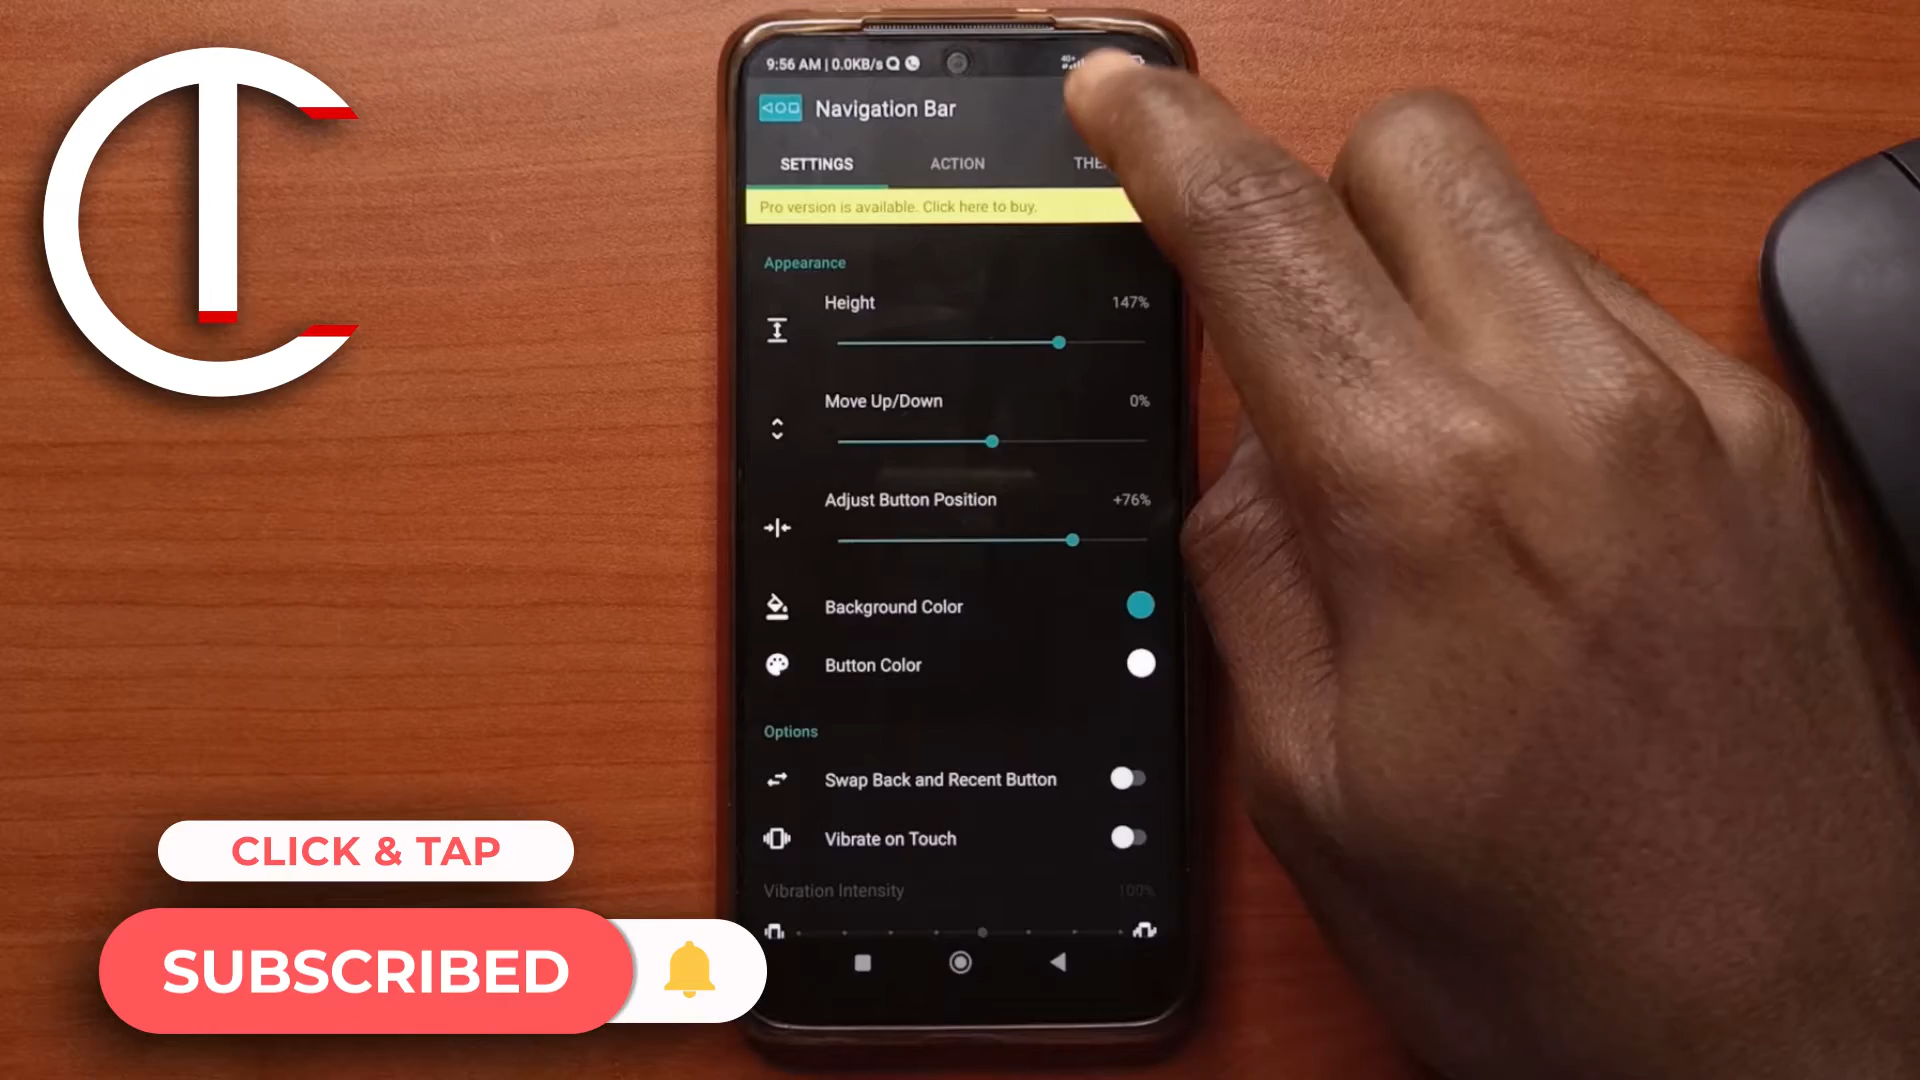 9:56 AM | 0.0KB/s
Navigation Bar
SETTINGS ACTION
Pro version is available. Click here to buy.
Appearance
Height 147%
Move Up/Down 0%
Adjust Button Position +76%
Background Color
Button Color
Options
Swap Back and Recent Button
Vibrate on Touch
Vibration Intensity 100%
CLICK & TAP
SUBSCRIBED